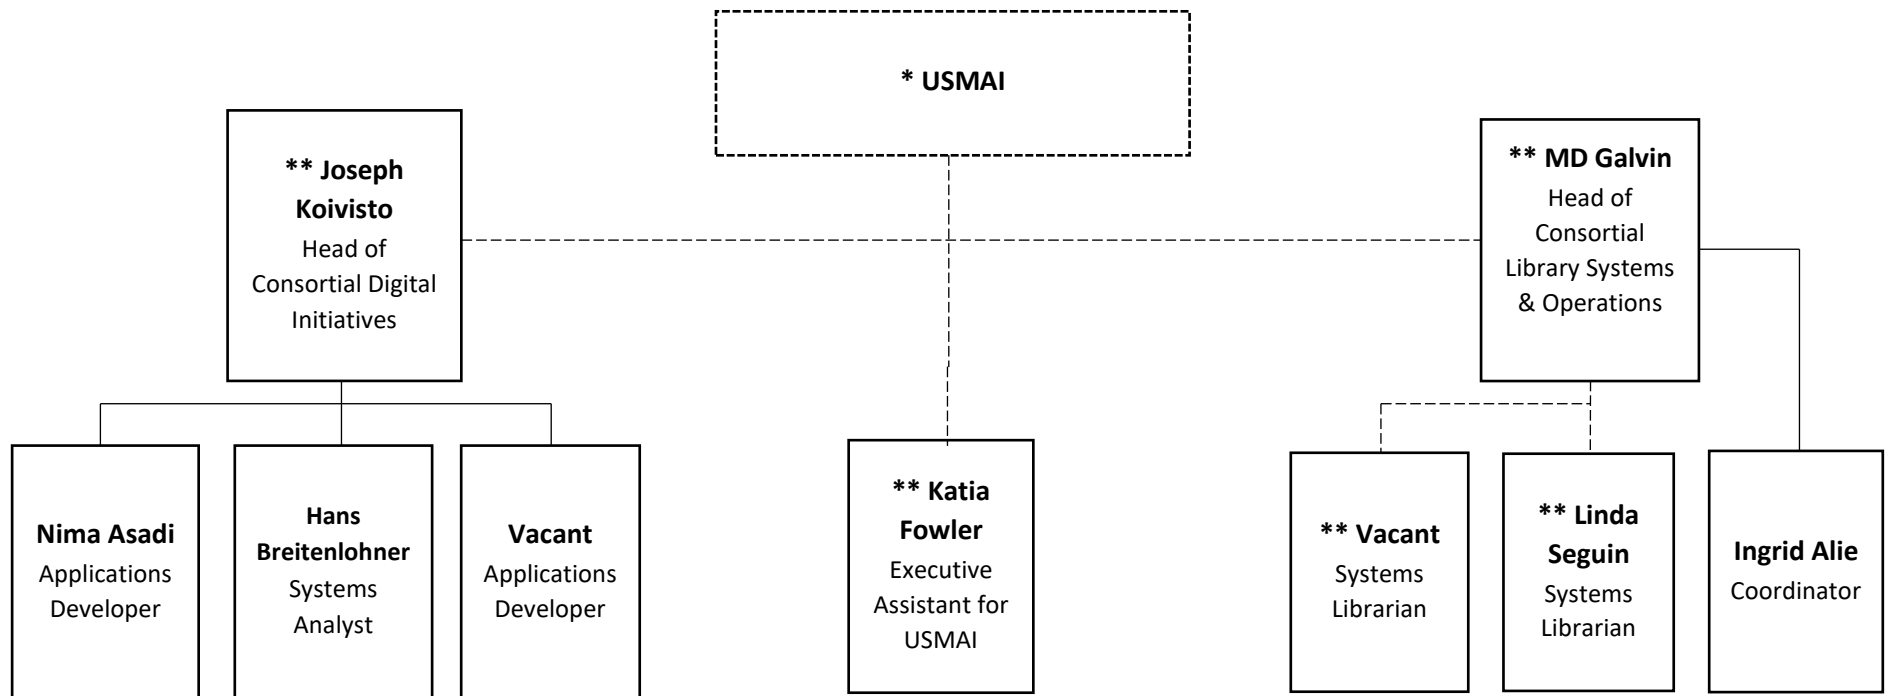 * USMAI
** Joseph
Koivisto
Head of
Consortial Digital
Initiatives
** MD Galvin
Head of
Consortial
Library Systems
& Operations
Nima Asadi
Applications
Developer
Hans
Breitenlohner
Systems
Analyst
Vacant
Applications
Developer
** Katia
Fowler
Executive
Assistant for
USMAI
** Vacant
Systems
Librarian
** Linda
Seguin
Systems
Librarian
Ingrid Alie
Coordinator